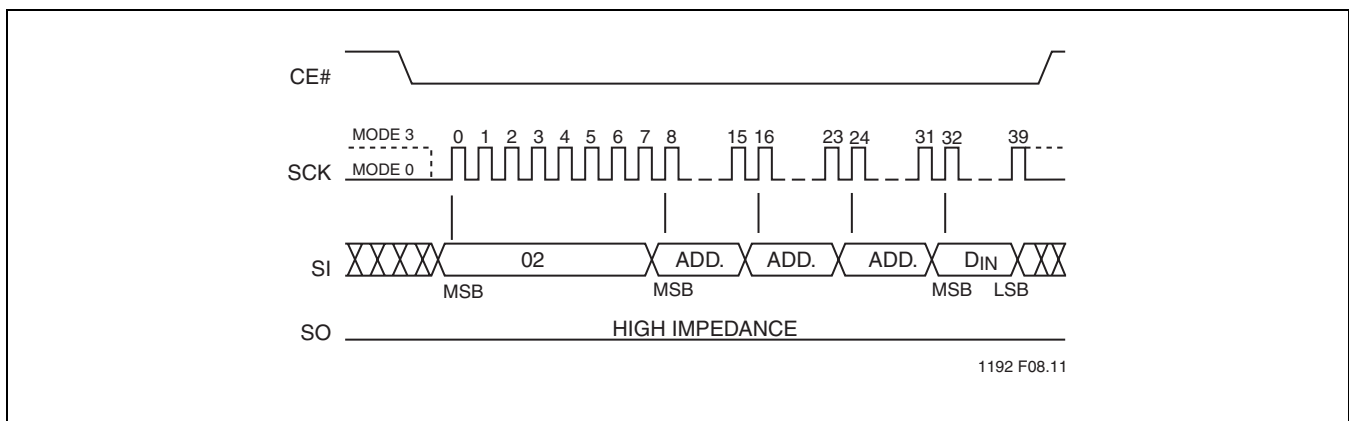 CE#
MODE 3
0 1 2 3 4 5 6 7 8 15 16 23 24 31 32 39
SCK MODE 0
SI 02 ADD. ADD. ADD. DIN
MSB MSB MSB LSB
SO HIGH IMPEDANCE
1192 F08.11